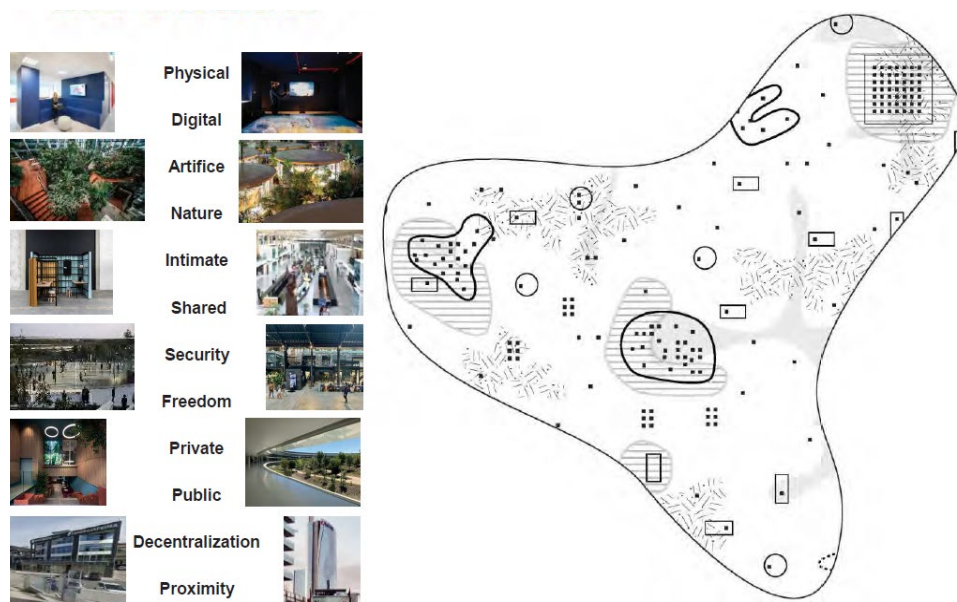 Physical
Digital
Artifice
Nature
Intimate
Shared
Security
Freedom
Private
Public
Decentralization
Proximity